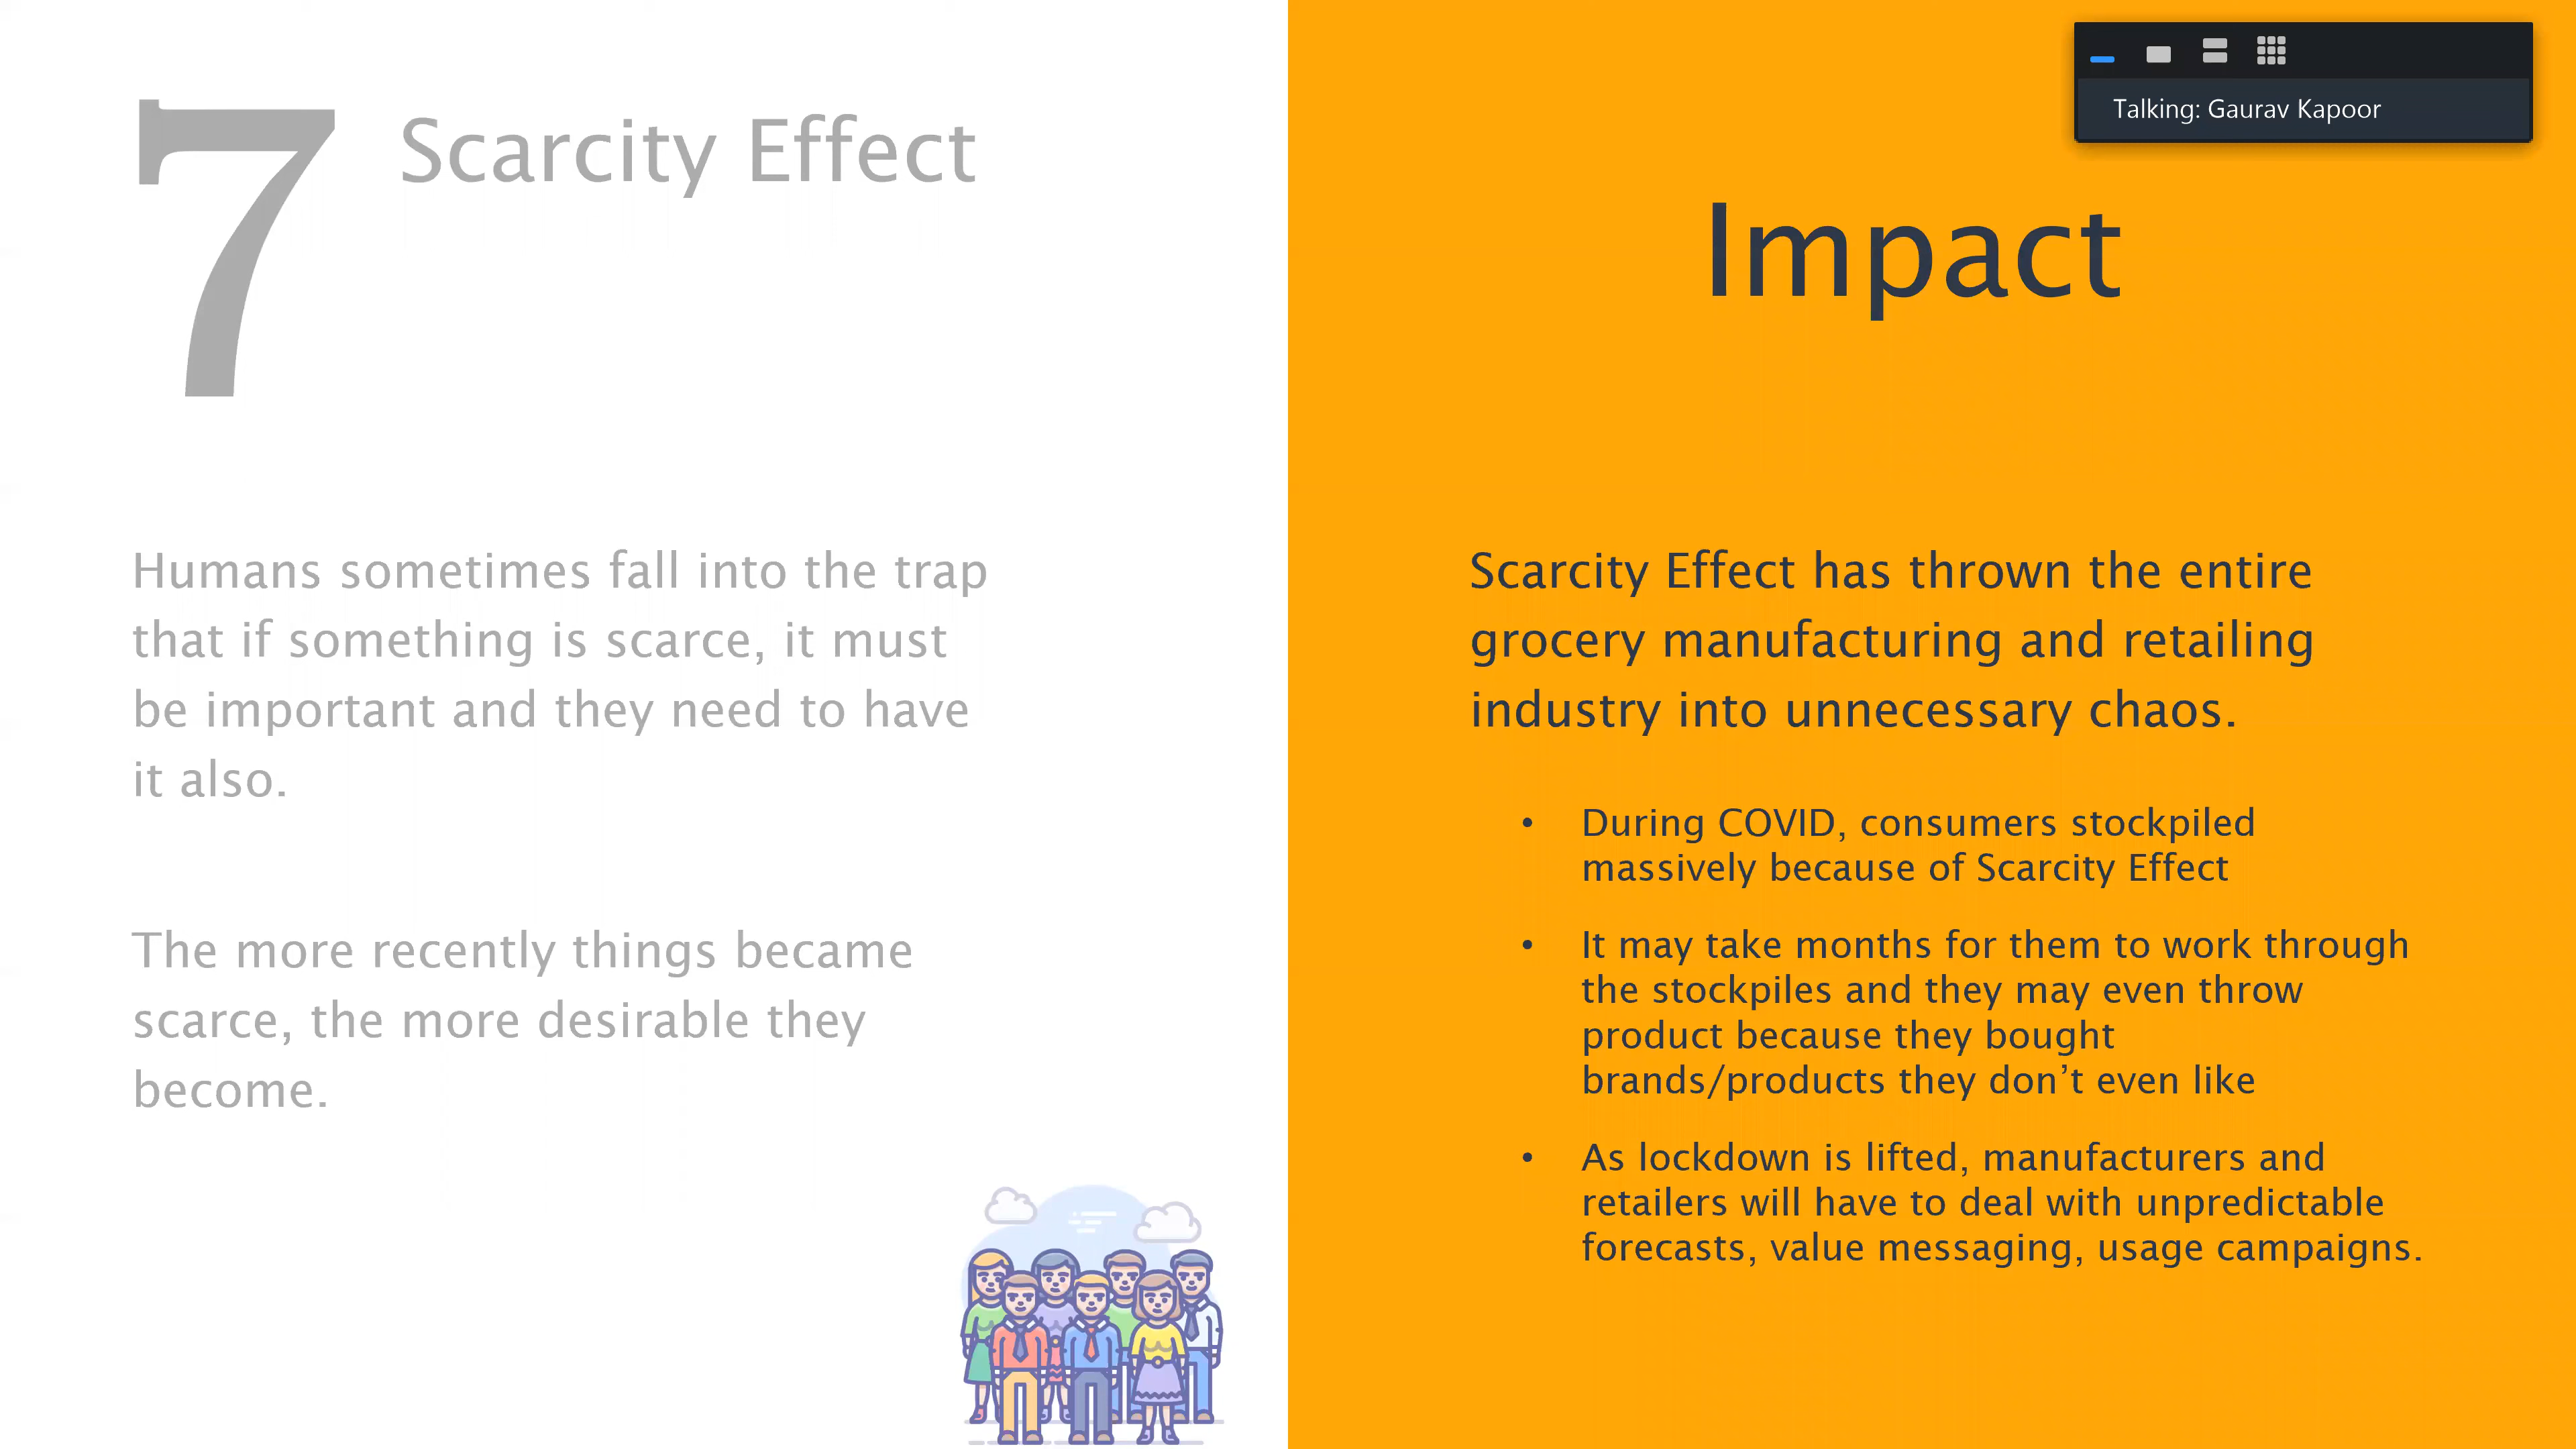 7
Scarcity Effect
Humans sometimes fall into the trap
that if something is scarce, it must
be important and they need to have
it also.
The more recently things became
scarce, the more desirable they
become.
Talking: Gaurav Kapoor
Impact
Scarcity Effect has thrown the entire
grocery manufacturing and retailing
industry into unnecessary chaos.
• During COVID, consumers stockpiled
massively because of Scarcity Effect
• It may take months for them to work through
the stockpiles and they may even throw
product because they bought
brands/products they don’t even like
• As lockdown is lifted, manufacturers and
retailers will have to deal with unpredictable
forecasts, value messaging, usage campaigns.